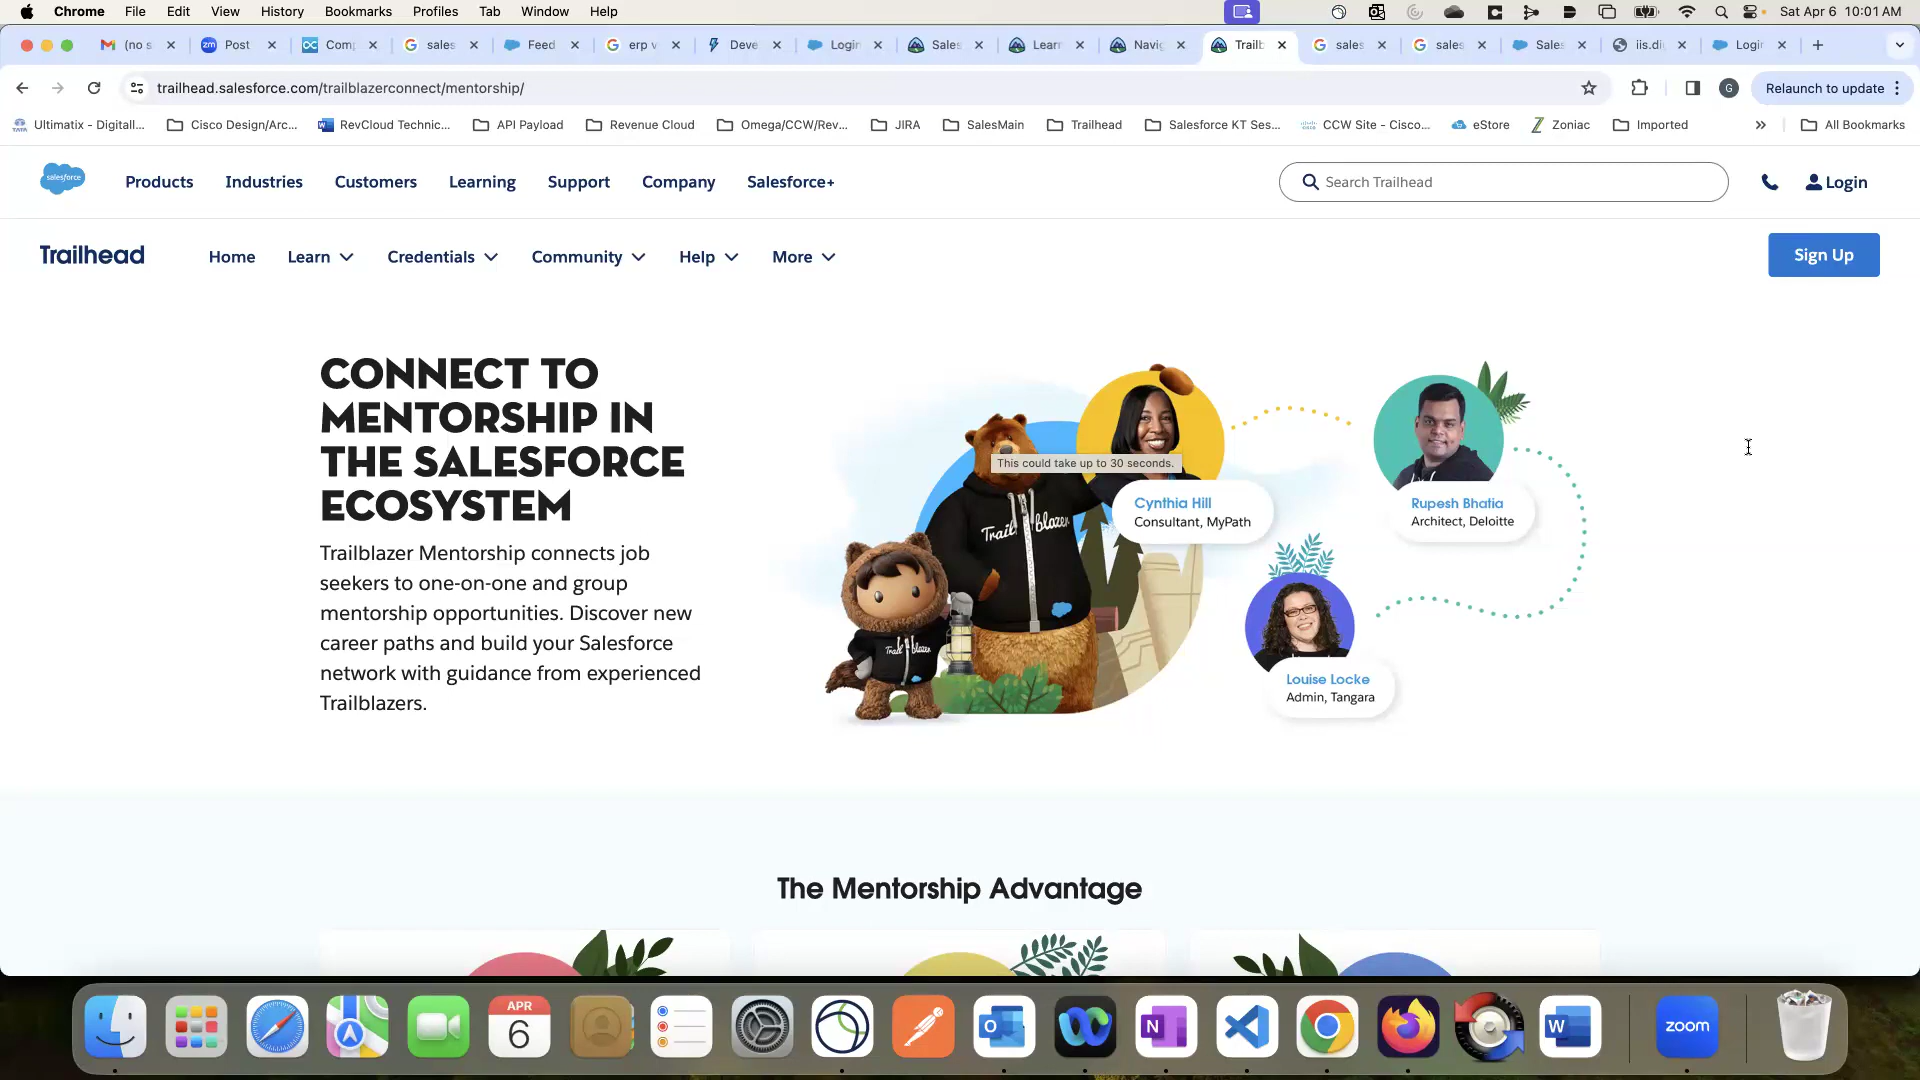 Chrome File Edit View History Bookmarks Profiles Tab Window Help Sat Apr 6 10:01 AM
(no s Post Comp sales Feed erp v Deve Login Sales Lear Navig Trailb sales sales Sales iis.di Login
trailhead.salesforce.com/trailblazerconnect/mentorship/ G Relaunch to update
Ultimatix - Digitall... Cisco Design/Arc... RevCloud Technic... API Payload Revenue Cloud Omega/CCW/Rev... JIRA SalesMain Trailhead Salesforce KT Ses... CCW Site - Cisco... eStore Zoniac Imported All Bookmarks
salesforce Products Industries Customers Learning Support Company Salesforce+ Search Trailhead Login
Trailhead Home Learn Credentials Community Help More Sign Up
CONNECT TO
MENTORSHIP IN
THE SALESFORCE
ECOSYSTEM
Trailblazer Mentorship connects job
seekers to one-on-one and group
mentorship opportunities. Discover new
career paths and build your Salesforce
network with guidance from experienced
Trailblazers.
This could take up to 30 seconds.
Cynthia Hill
Consultant, MyPath
Rupesh Bhatia
Architect, Deloitte
Louise Locke
Admin, Tangara
The Mentorship Advantage
APR
6
zoom